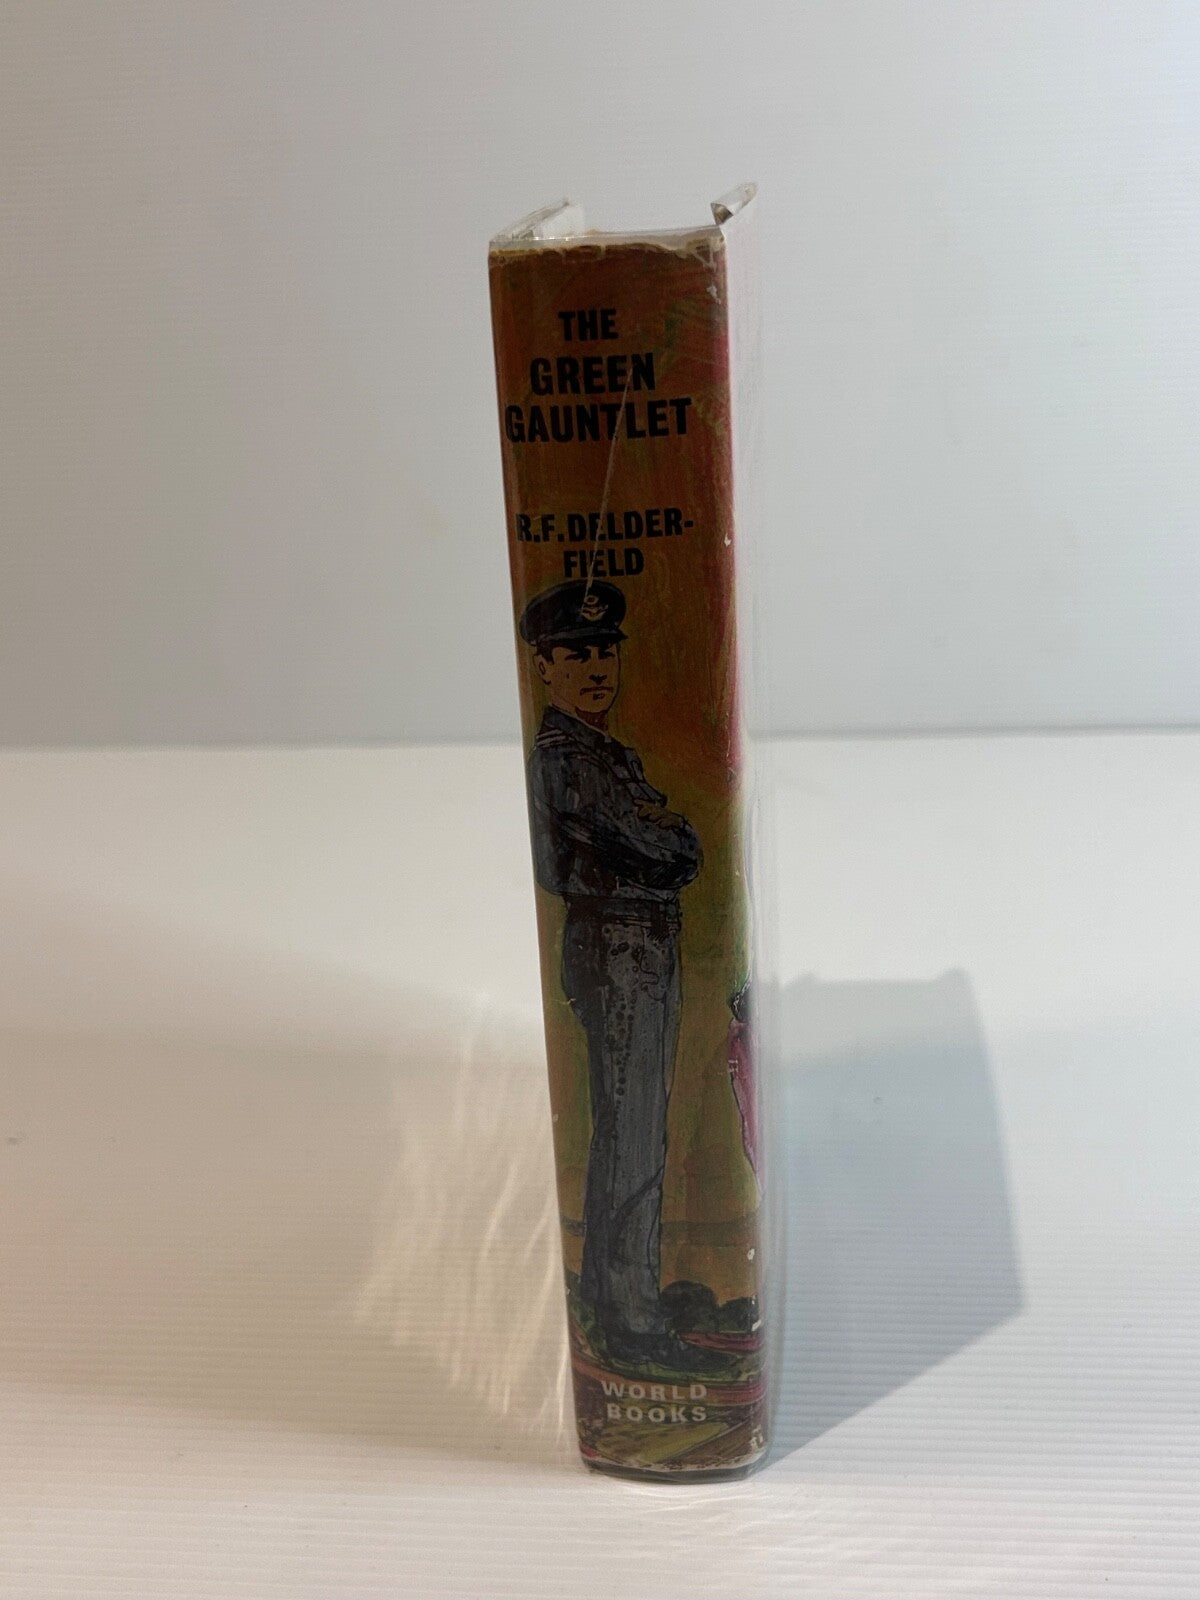 THE
GREEN
GAUNTLET
R.F.DELDER-
FIELD
WORLD
BOOKS